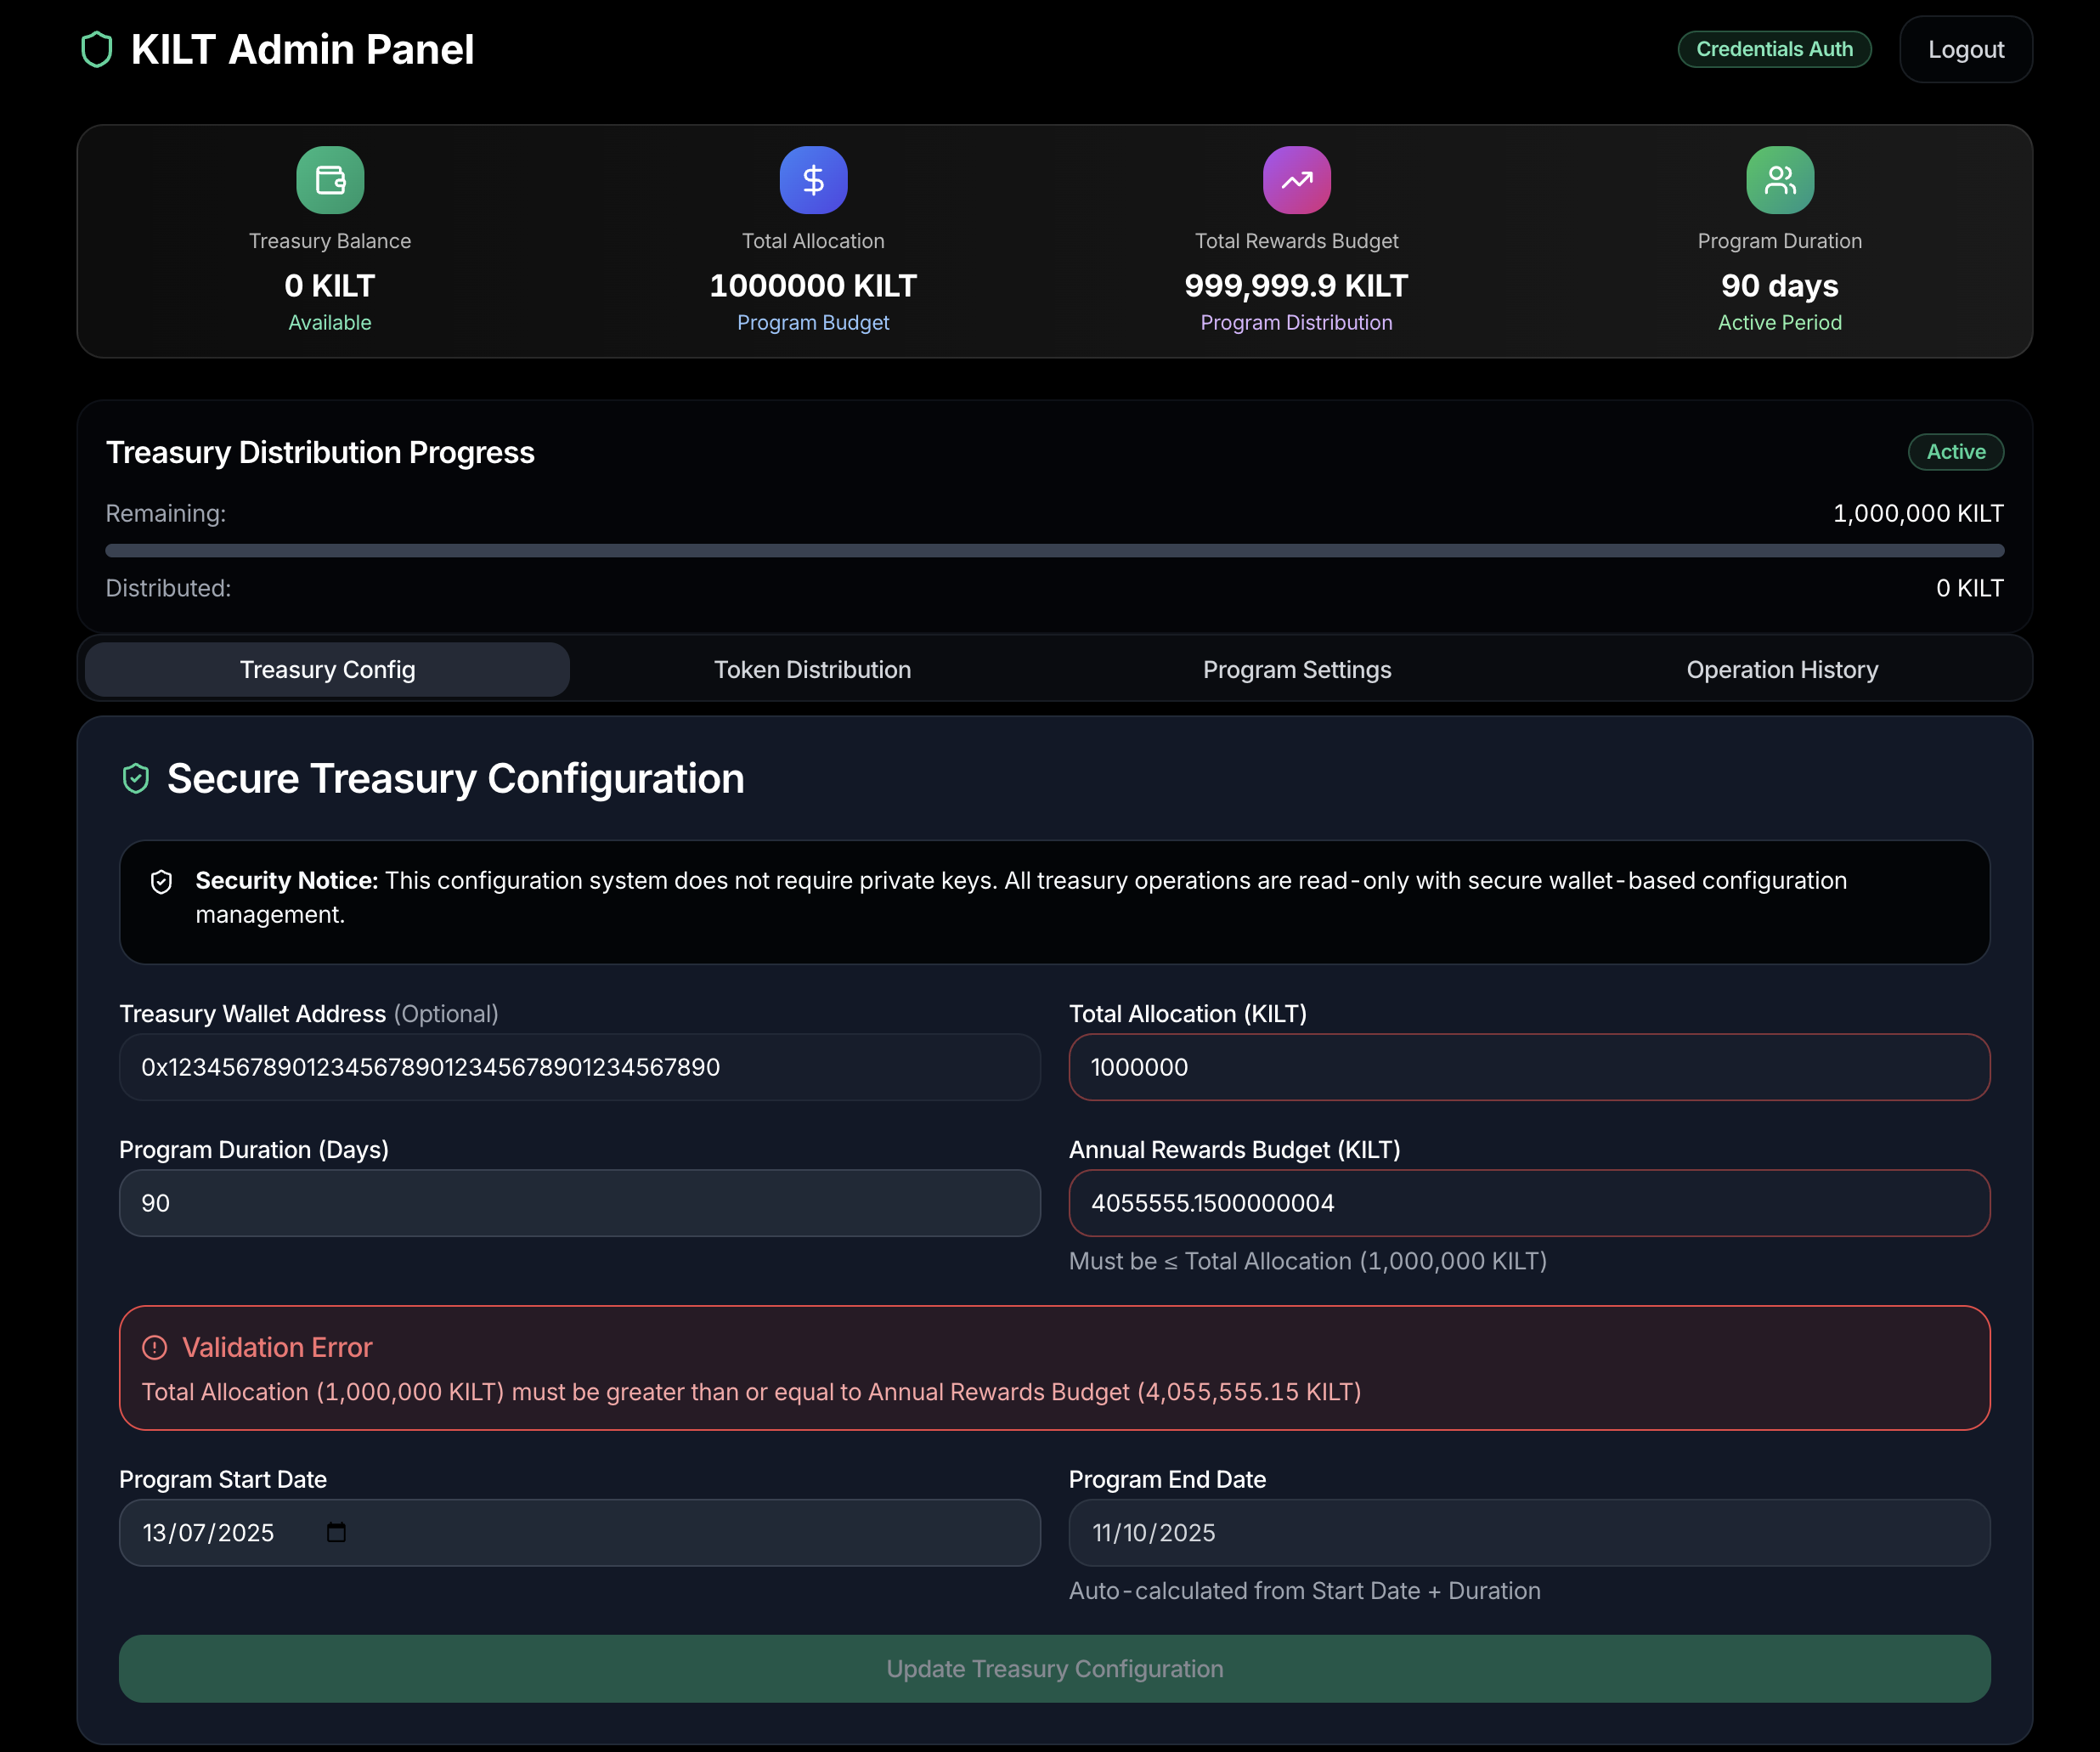 KILT Admin Panel
Credentials Auth
Logout
Treasury Balance
0 KILT
Available
Total Allocation
1000000 KILT
Program Budget
Total Rewards Budget
999,999.9 KILT
Program Distribution
Program Duration
90 days
Active Period
Treasury Distribution Progress
Active
Remaining:
1,000,000 KILT
Distributed:
0 KILT
Treasury Config
Token Distribution
Program Settings
Operation History
Secure Treasury Configuration
Security Notice: This configuration system does not require private keys. All treasury operations are read-only with secure wallet-based configuration
management.
Treasury Wallet Address (Optional)
0x1234567890123456789012345678901234567890
Total Allocation (KILT)
1000000
Program Duration (Days)
90
Annual Rewards Budget (KILT)
4055555.1500000004
Must be ≤ Total Allocation (1,000,000 KILT)
Validation Error
Total Allocation (1,000,000 KILT) must be greater than or equal to Annual Rewards Budget (4,055,555.15 KILT)
Program Start Date
13/07/2025
Program End Date
11/10/2025
Auto-calculated from Start Date + Duration
Update Treasury Configuration